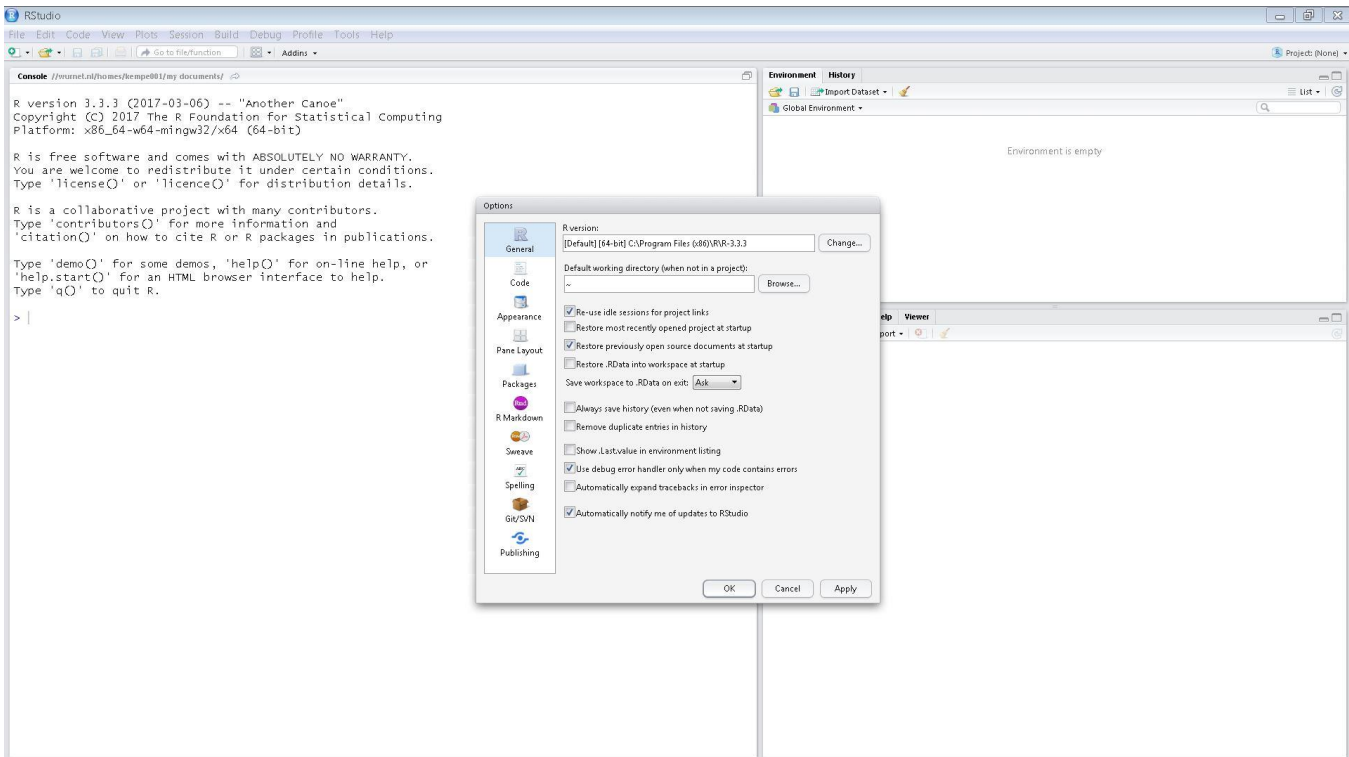 RStudio
File Edit Code View Plots Session Build Debug Profile Tools Help
Go to file/function Addins
Project: (None)
Console //wurnet.nl/homes/kempe001/my documents/
R version 3.3.3 (2017-03-06) -- "Another Canoe"
Copyright (C) 2017 The R Foundation for Statistical Computing
Platform: x86_64-w64-mingw32/x64 (64-bit)
R is free software and comes with ABSOLUTELY NO WARRANTY.
You are welcome to redistribute it under certain conditions.
Type 'license()' or 'licence()' for distribution details.
R is a collaborative project with many contributors.
Type 'contributors()' for more information and
'citation()' on how to cite R or R packages in publications.
Type 'demo()' for some demos, 'help()' for on-line help, or
'help.start()' for an HTML browser interface to help.
Type 'q()' to quit R.
>
Environment History
Import Dataset
List
Global Environment
Environment is empty
elp Viewer
port
Options
General
Code
Appearance
Pane Layout
Packages
R Markdown
Sweave
Spelling
Git/SVN
Publishing
R version:
[Default] [64-bit] C:\Program Files (x86)\R\R-3.3.3
Change...
Default working directory (when not in a project):
~
Browse...
Re-use idle sessions for project links
Restore most recently opened project at startup
Restore previously open source documents at startup
Restore .RData into workspace at startup
Save workspace to .RData on exit: Ask
Always save history (even when not saving .RData)
Remove duplicate entries in history
Show .Last.value in environment listing
Use debug error handler only when my code contains errors
Automatically expand tracebacks in error inspector
Automatically notify me of updates to RStudio
OK Cancel Apply